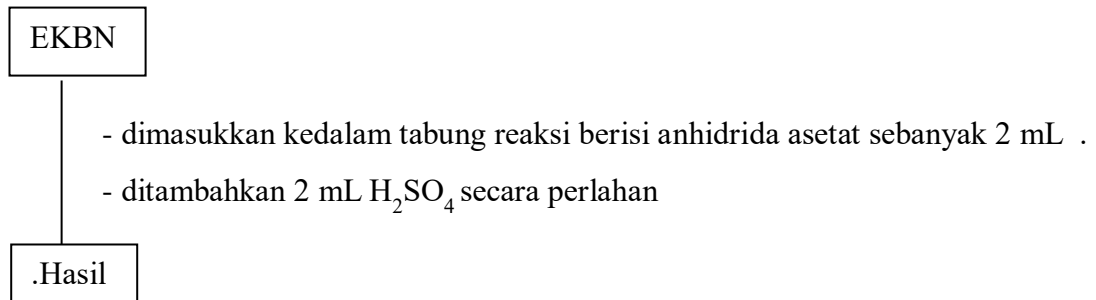 EKBN
- dimasukkan kedalam tabung reaksi berisi anhidrida asetat sebanyak 2 mL .
- ditambahkan 2 mL H₂SO₄ secara perlahan
.Hasil